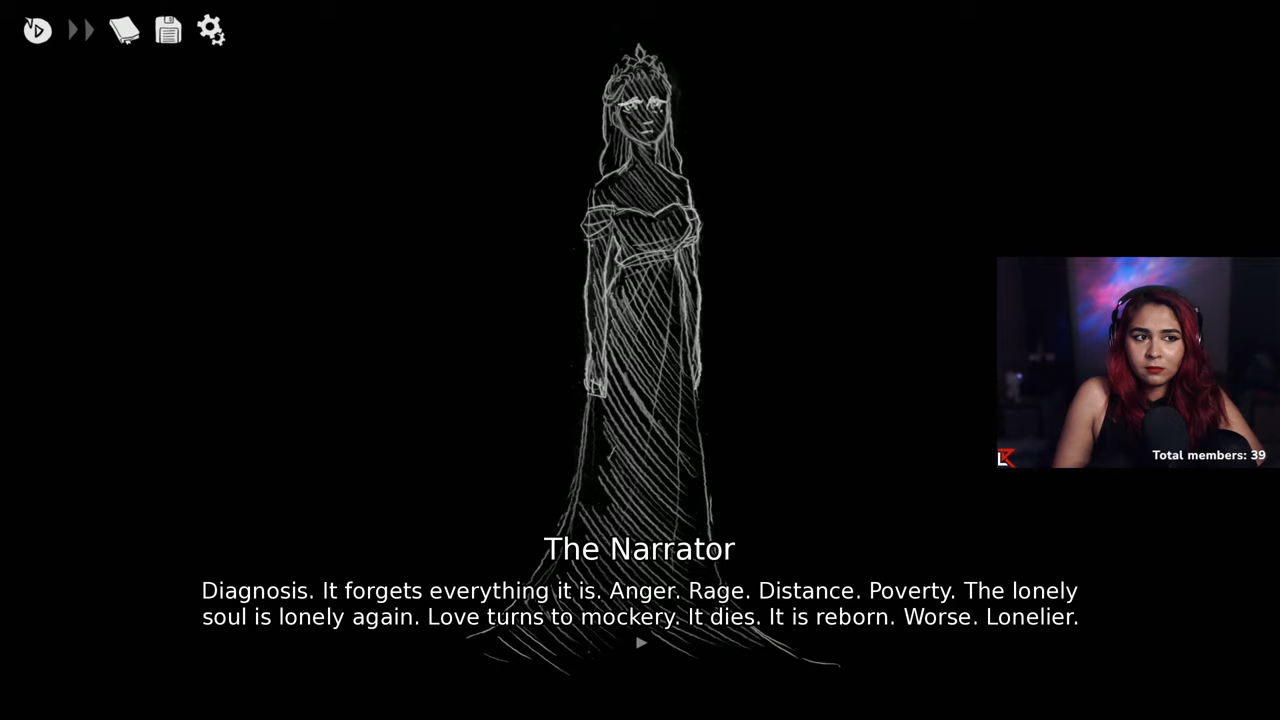 The Narrator
Diagnosis. It forgets everything it is. Anger. Rage. Distance. Poverty. The lonely
soul is lonely again. Love turns to mockery. It dies. It is reborn. Worse. Lonelier.
Total members: 39